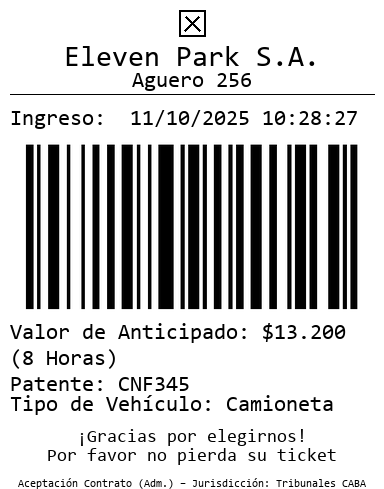 Eleven Park S.A.
Aguero 256
Ingreso: 11/10/2025 10:28:27
Valor de Anticipado: $13.200
(8 Horas)
Patente: CNF345
Tipo de Vehículo: Camioneta
¡Gracias por elegirnos!
Por favor no pierda su ticket
Aceptación Contrato (Adm.) – Jurisdicción: Tribunales CABA